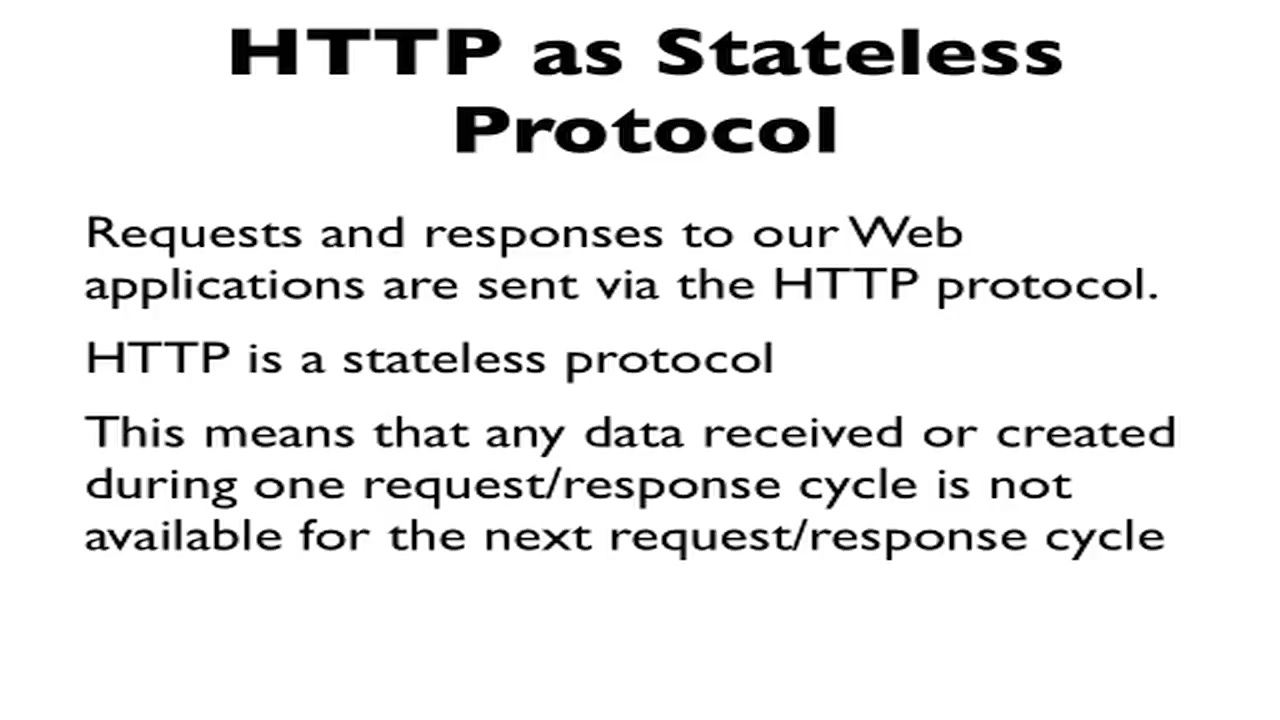 HTTP as Stateless
Protocol
Requests and responses to our Web
applications are sent via the HTTP protocol.
HTTP is a stateless protocol
This means that any data received or created
during one request/response cycle is not
available for the next request/response cycle